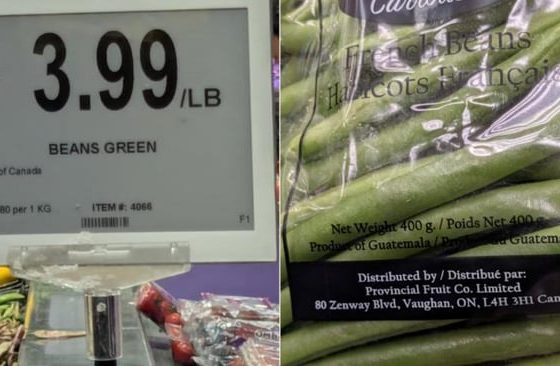 3.99/LB
BEANS GREEN
of Canada
80 per 1 KG
ITEM #: 4066
F1
French Beans
Haricots Français
Net Weight 400 g. / Poids Net 400 g.
Product of Guatemala /
Distributed by / Distribué par:
Provincial Fruit Co. Limited
80 Zenway Blvd, Vaughan, ON, L4H 3H1 Can